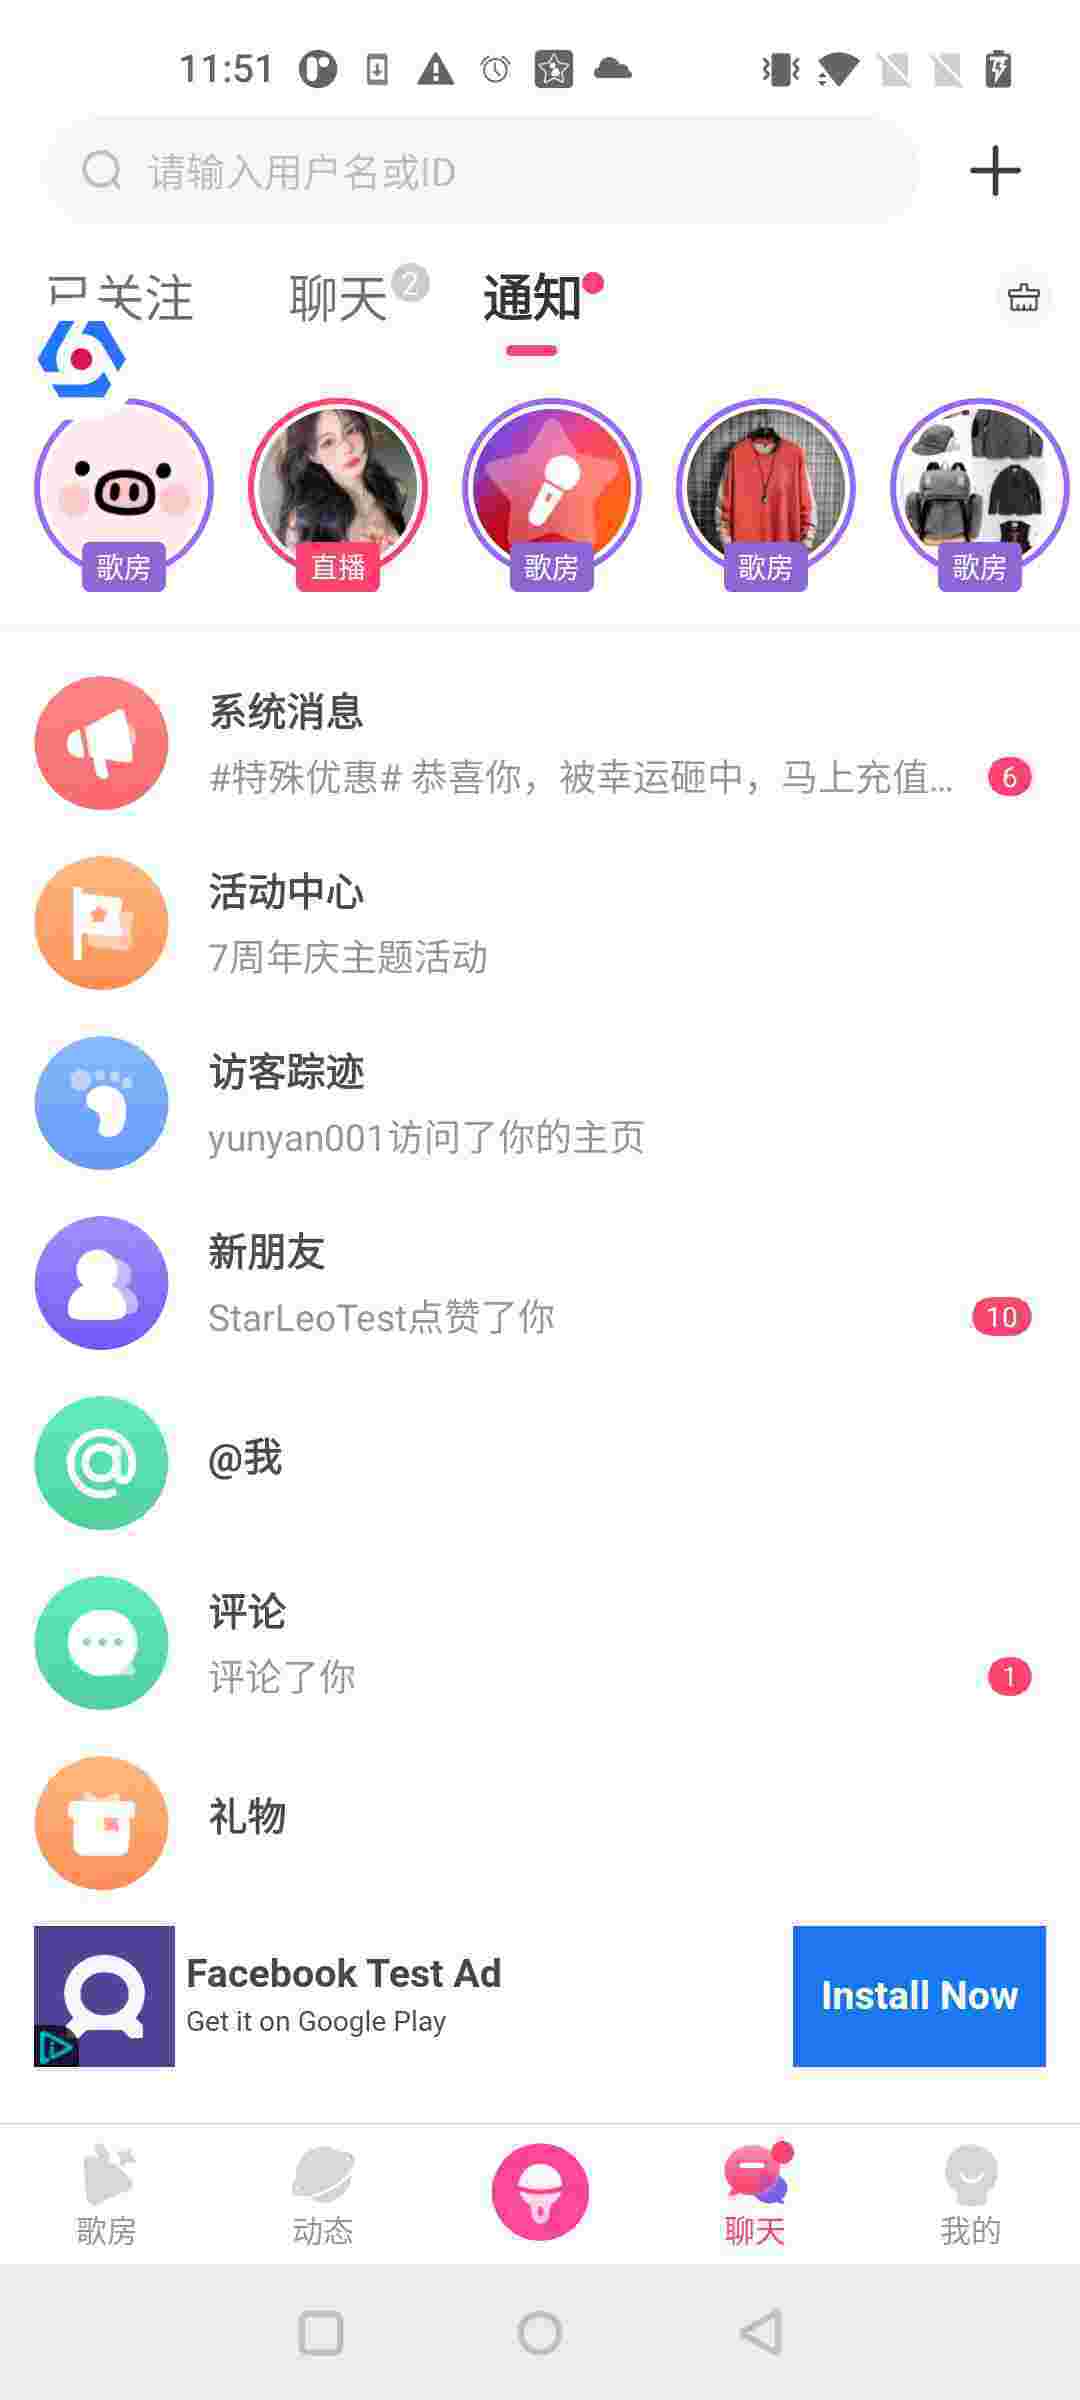 11:51
请输入用户名或ID
已关注
聊天 2
通知
歌房
直播
歌房
歌房
歌房
系统消息
#特殊优惠# 恭喜你，被幸运砸中，马上充值... 6
活动中心
7周年庆主题活动
访客踪迹
yunyan001访问了你的主页
新朋友
StarLeoTest点赞了你 10
@我
评论
评论了你 1
礼物
Facebook Test Ad
Get it on Google Play
Install Now
歌房
动态
聊天
我的